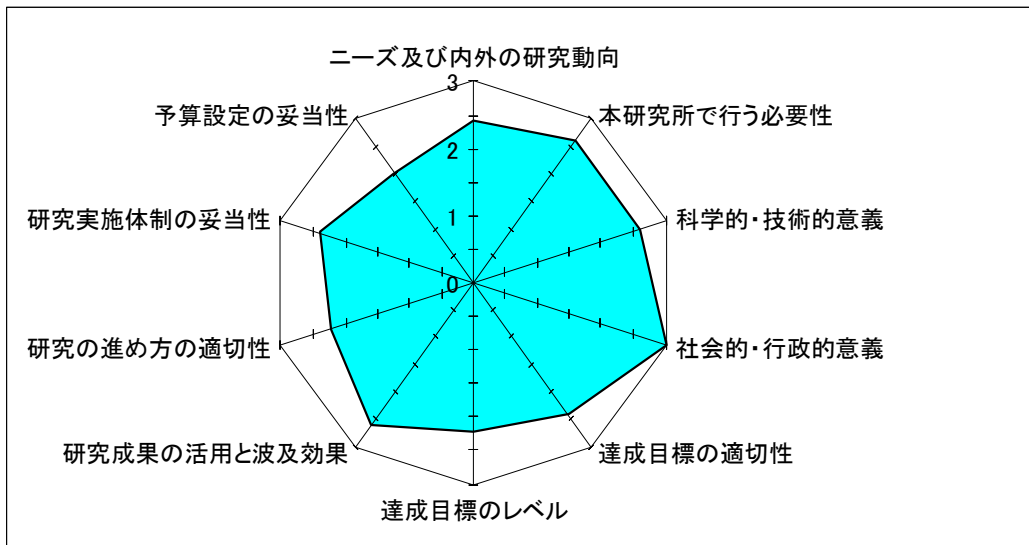 ニーズ及び内外の研究動向
3
予算設定の妥当性
本研究所で行う必要性
2
研究実施体制の妥当性
1
科学的・技術的意義
0
研究の進め方の適切性
社会的・行政的意義
研究成果の活用と波及効果
達成目標の適切性
達成目標のレベル